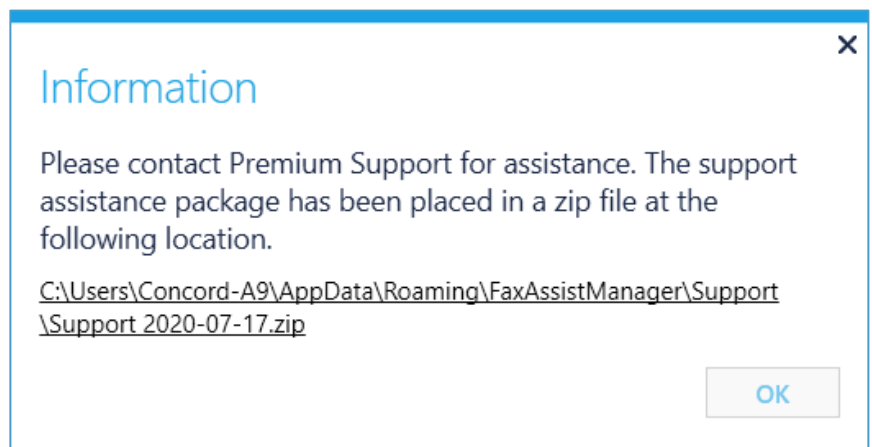 Information
Please contact Premium Support for assistance. The support
assistance package has been placed in a zip file at the
following location.
C:\Users\Concord-A9\AppData\Roaming\FaxAssistManager\Support
\Support 2020-07-17.zip
OK